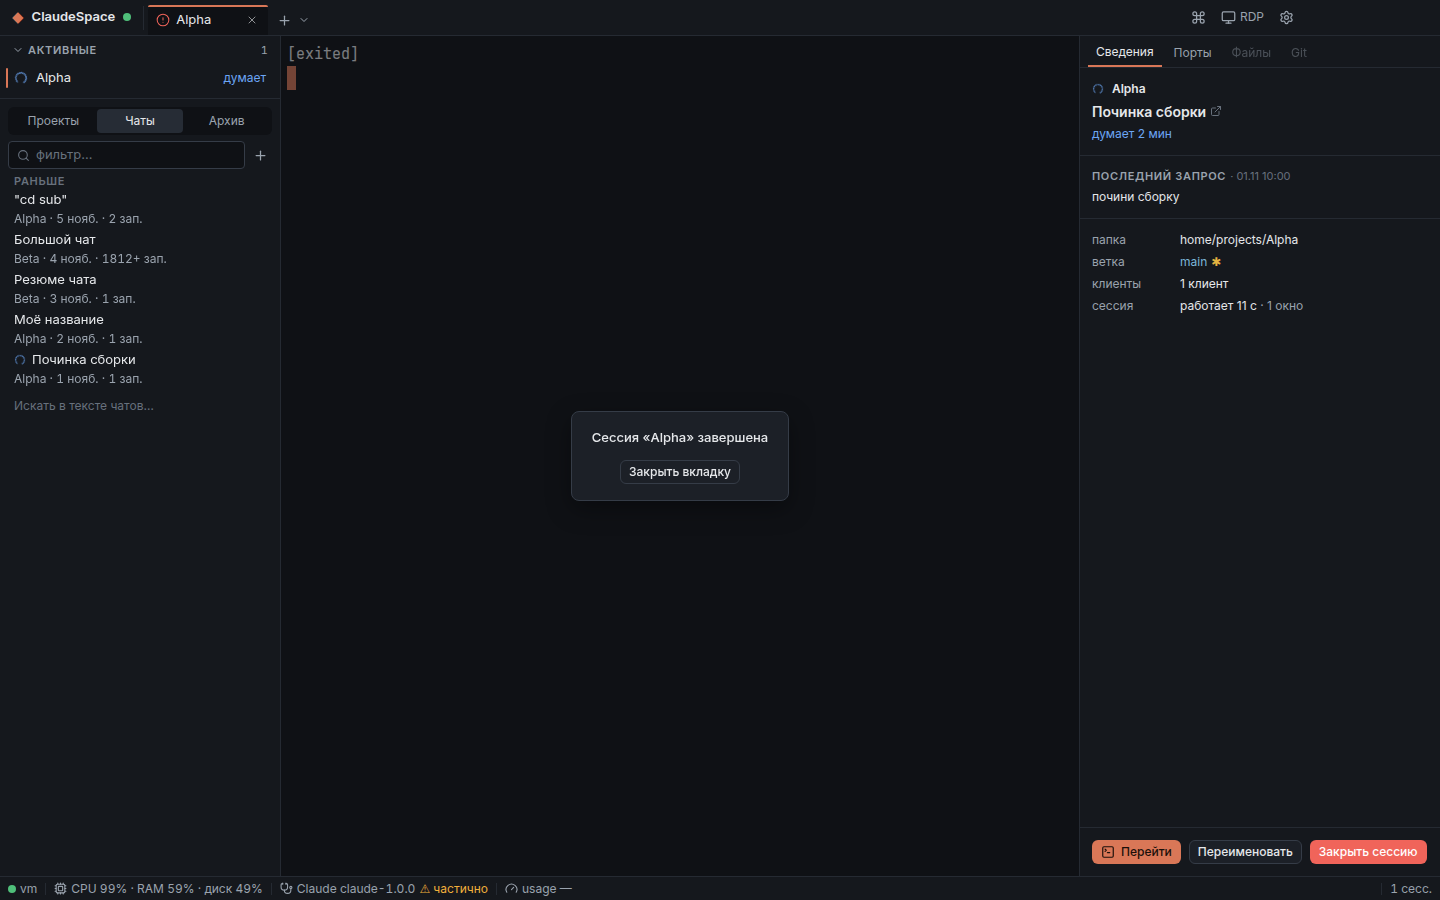 ClaudeSpace
Alpha
RDP
АКТИВНЫЕ 1
Alpha думает
Проекты Чаты Архив
фильтр...
РАНЬШЕ
"cd sub"
Alpha · 5 нояб. · 2 зап.
Большой чат
Beta · 4 нояб. · 1812+ зап.
Резюме чата
Beta · 3 нояб. · 1 зап.
Моё название
Alpha · 2 нояб. · 1 зап.
Починка сборки
Alpha · 1 нояб. · 1 зап.
Искать в тексте чатов...
[exited]
Сессия «Alpha» завершена
Закрыть вкладку
Сведения Порты Файлы Git
Alpha
Починка сборки
думает 2 мин
ПОСЛЕДНИЙ ЗАПРОС · 01.11 10:00
почини сборку
папка home/projects/Alpha
ветка main ✱
клиенты 1 клиент
сессия работает 11 с · 1 окно
Перейти Переименовать Закрыть сессию
vm CPU 99% · RAM 59% · диск 49% Claude claude-1.0.0 ⚠ частично usage — 1 сесс.